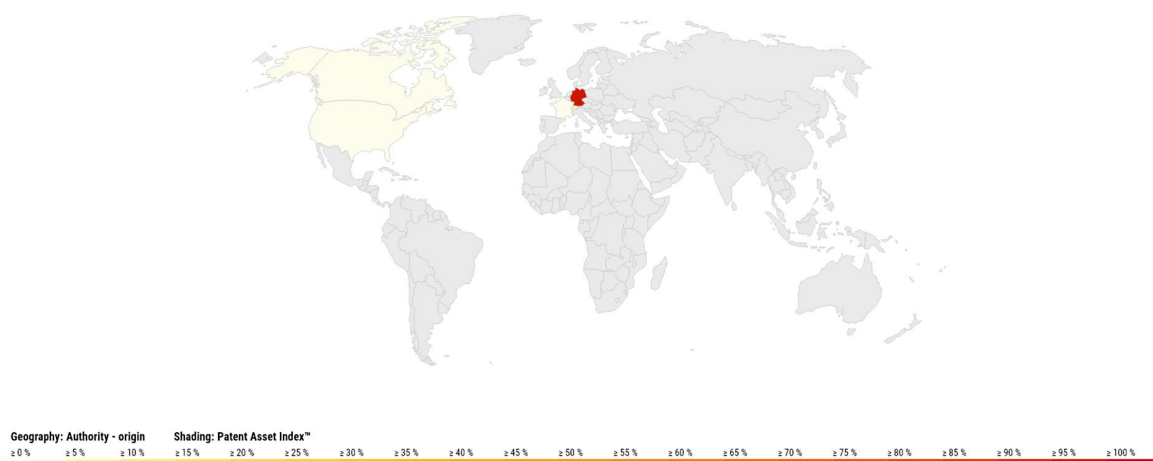 Geography: Authority - origin Shading: Patent Asset Index™
≥ 0 % ≥ 5 % ≥ 10 % ≥ 15 % ≥ 20 % ≥ 25 % ≥ 30 % ≥ 35 % ≥ 40 % ≥ 45 % ≥ 50 % ≥ 55 % ≥ 60 % ≥ 65 % ≥ 70 % ≥ 75 % ≥ 80 % ≥ 85 % ≥ 90 % ≥ 95 % ≥ 100 %